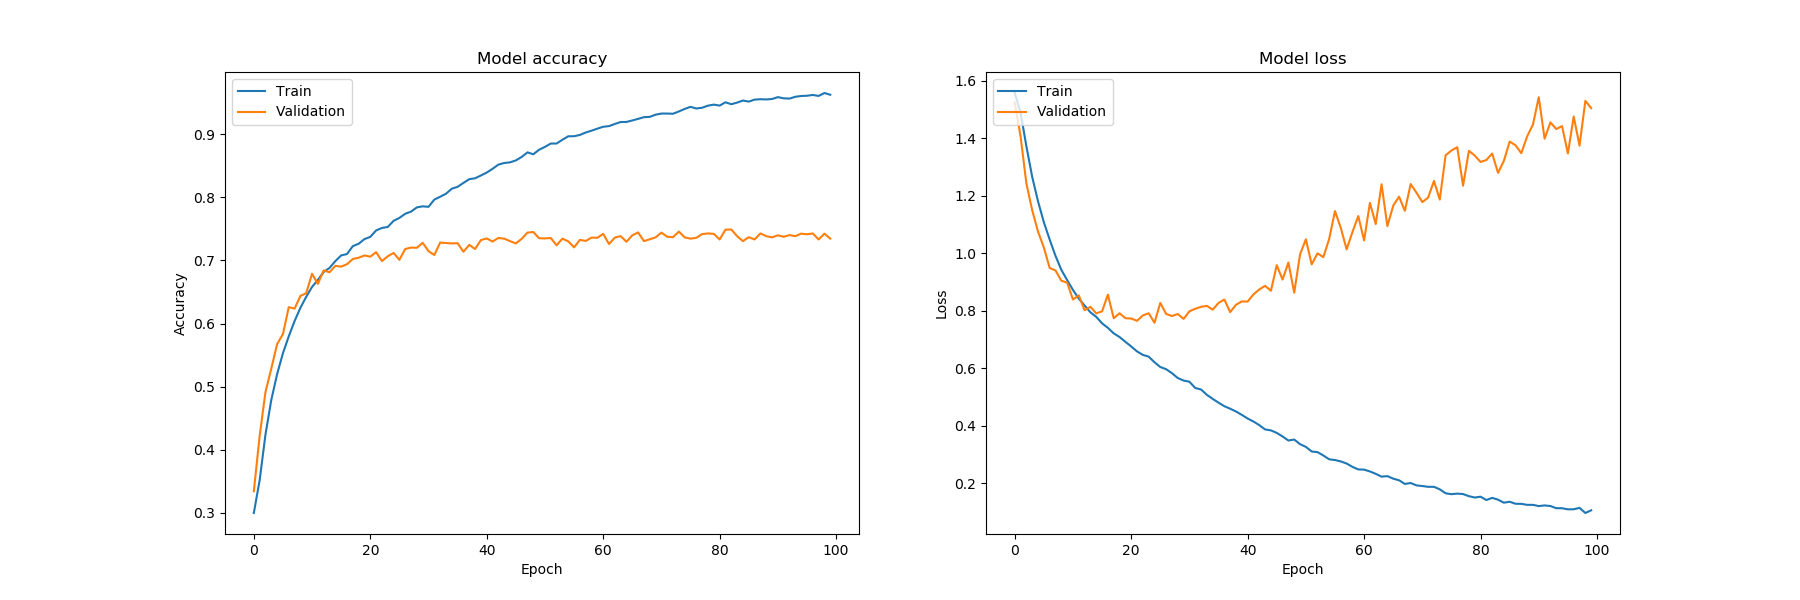 Model accuracy
Train
Validation
0.9
0.8
0.7
0.6
0.5
0.4
0.3
Accuracy
0 20 40 60 80 100
Epoch
Model loss
Train
Validation
1.6
1.4
1.2
1.0
0.8
0.6
0.4
0.2
Loss
0 20 40 60 80 100
Epoch